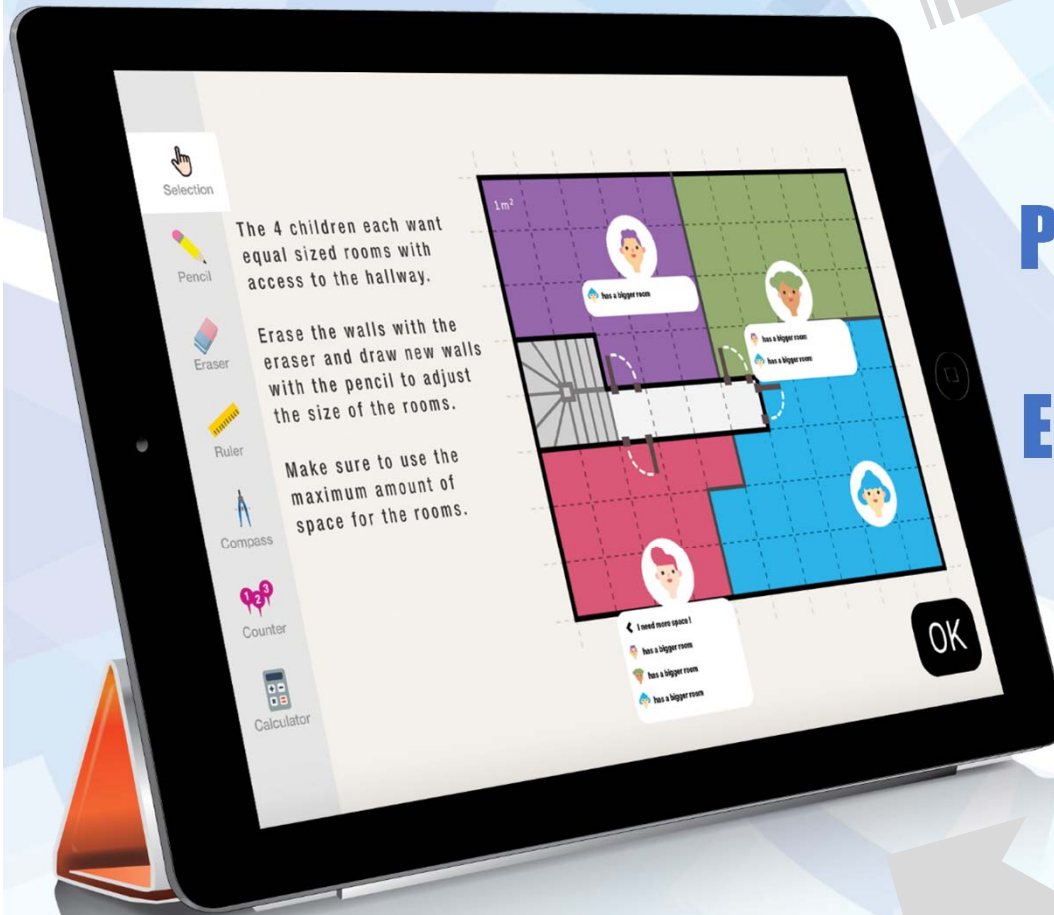 Selection
Pencil
Eraser
Ruler
Compass
1 2 3
Counter
Calculator
The 4 children each want
equal sized rooms with
access to the hallway.
Erase the walls with the
eraser and draw new walls
with the pencil to adjust
the size of the rooms.
Make sure to use the
maximum amount of
space for the rooms.
1m²
has a bigger room
has a bigger room
has a bigger room
I need more space !
has a bigger room
has a bigger room
has a bigger room
OK
P
E